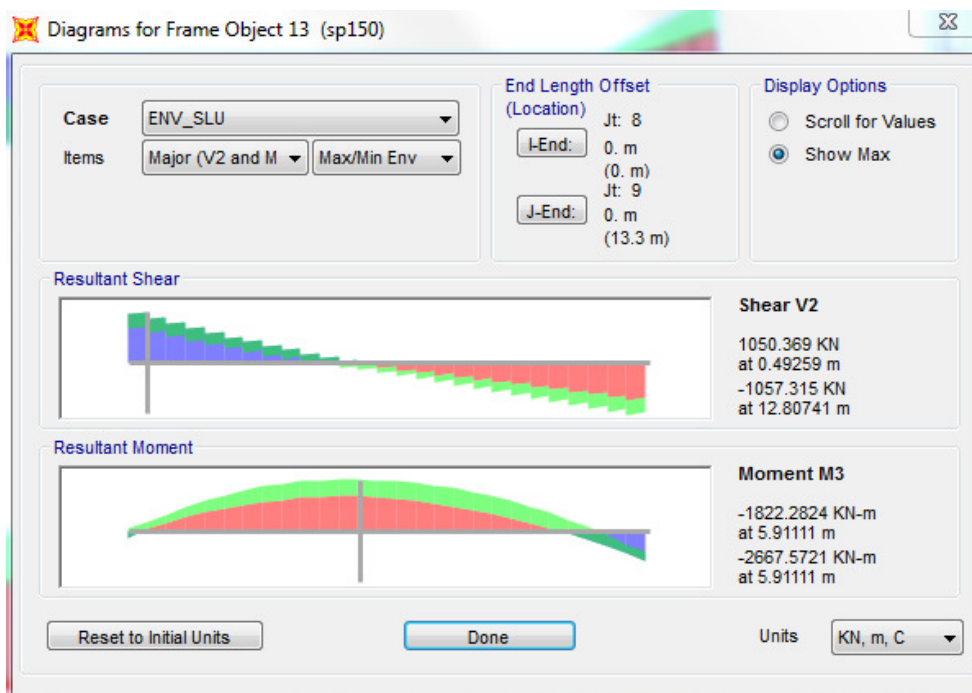 Diagrams for Frame Object 13 (sp150)
Case
ENV_SLU
Items
Major (V2 and M
Max/Min Env
End Length Offset
(Location)
I-End:
Jt: 8
0. m
(0. m)
J-End:
Jt: 9
0. m
(13.3 m)
Display Options
Scroll for Values
Show Max
Resultant Shear
Shear V2
1050.369 KN
at 0.49259 m
-1057.315 KN
at 12.80741 m
Resultant Moment
Moment M3
-1822.2824 KN-m
at 5.91111 m
-2667.5721 KN-m
at 5.91111 m
Reset to Initial Units
Done
Units
KN, m, C